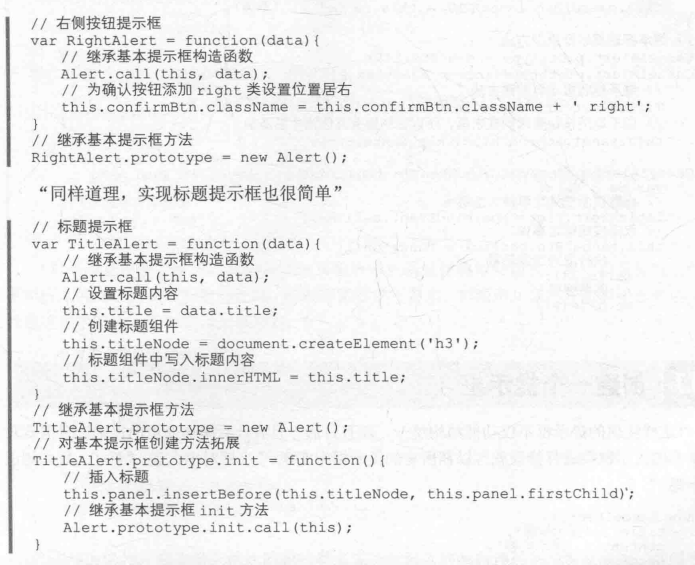 // 右侧按钮提示框
var RightAlert = function(data){
// 继承基本提示框构造函数
Alert.call(this, data);
// 为确认按钮添加 right 类设置位置居右
this.confirmBtn.className = this.confirmBtn.className + ' right';
}
// 继承基本提示框方法
RightAlert.prototype = new Alert();
“同样道理，实现标题提示框也很简单”
// 标题提示框
var TitleAlert = function(data){
// 继承基本提示框构造函数
Alert.call(this, data);
// 设置标题内容
this.title = data.title;
// 创建标题组件
this.titleNode = document.createElement('h3');
// 标题组件中写入标题内容
this.titleNode.innerHTML = this.title;
}
// 继承基本提示框方法
TitleAlert.prototype = new Alert();
// 对基本提示框创建方法拓展
TitleAlert.prototype.init = function(){
// 插入标题
this.panel.insertBefore(this.titleNode, this.panel.firstChild);
// 继承基本提示框 init 方法
Alert.prototype.init.call(this);
}